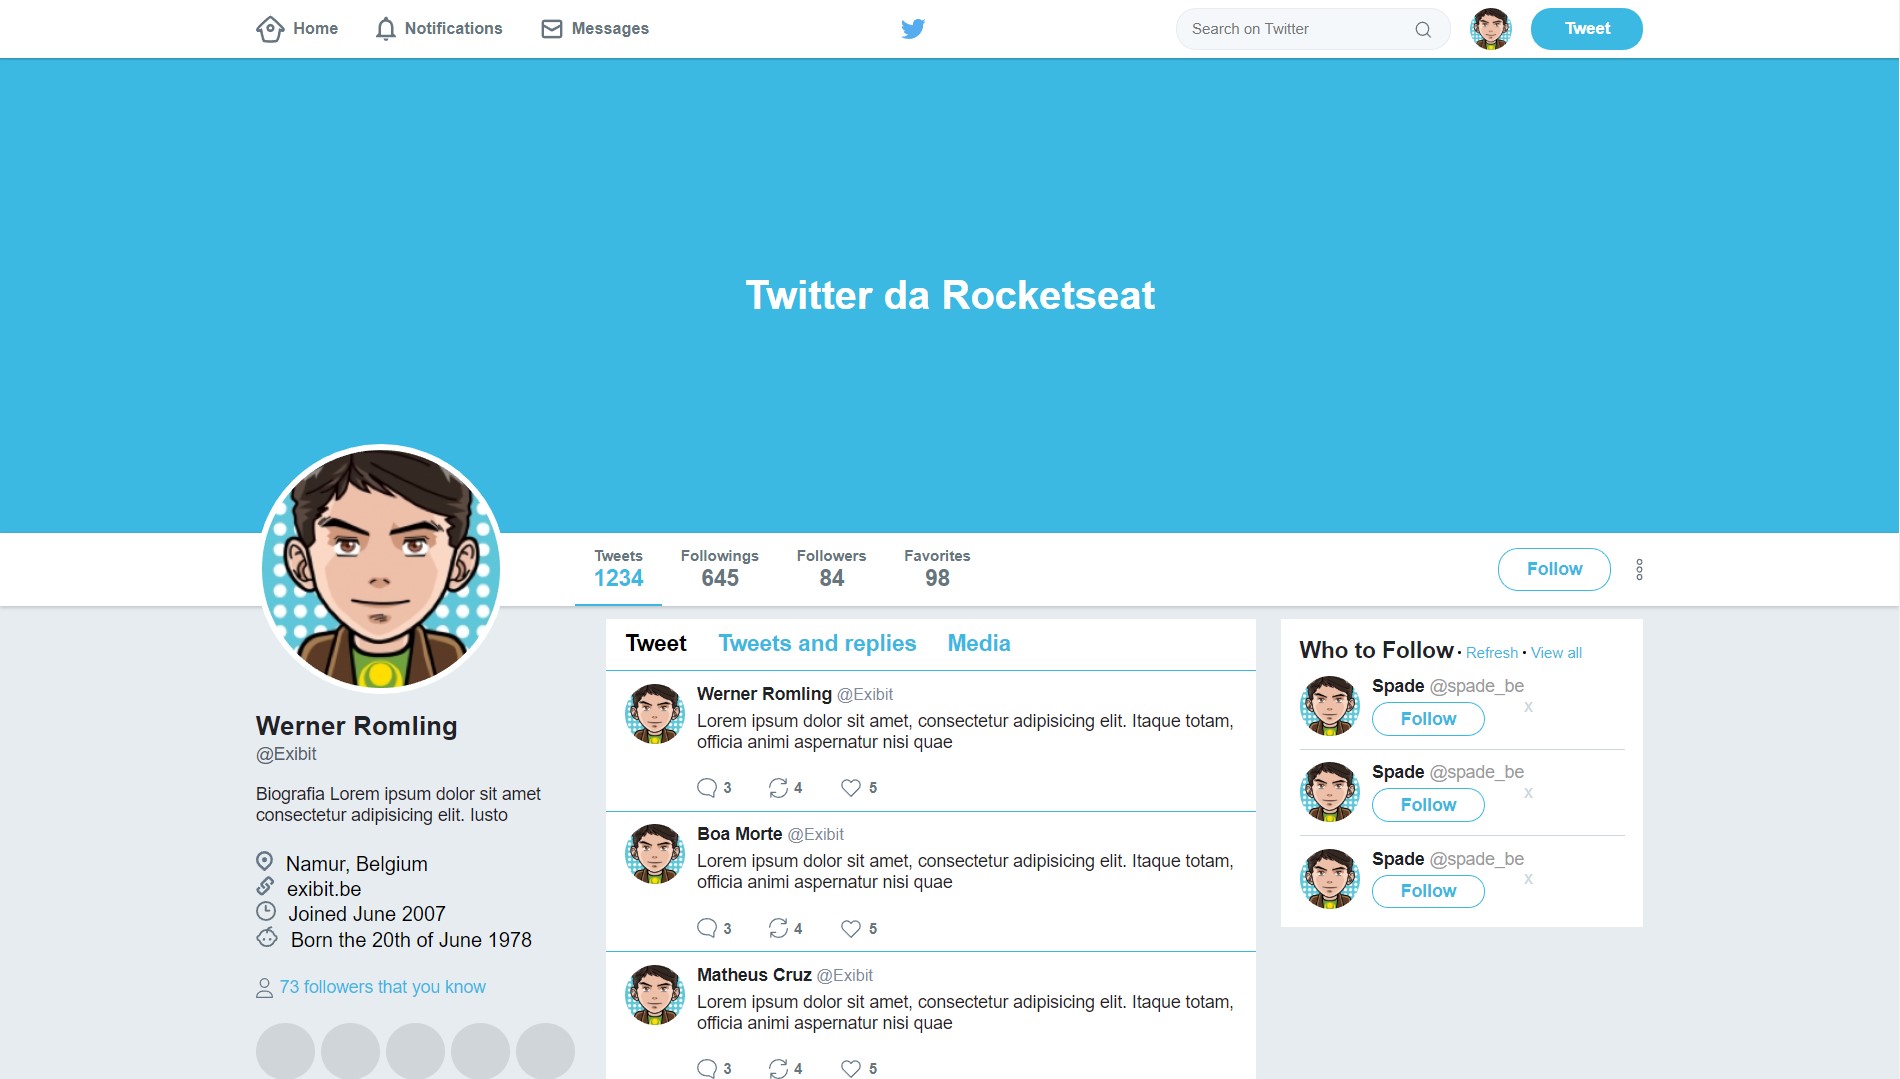 Home Notifications Messages Search on Twitter Tweet
Twitter da Rocketseat
Tweets Followings Followers Favorites
1234 645 84 98
Follow
Werner Romling
@Exibit
Biografia Lorem ipsum dolor sit amet
consectetur adipisicing elit. Iusto
Namur, Belgium
exibit.be
Joined June 2007
Born the 20th of June 1978
73 followers that you know
Tweet Tweets and replies Media
Werner Romling @Exibit
Lorem ipsum dolor sit amet, consectetur adipisicing elit. Itaque totam,
officia animi aspernatur nisi quae
3 4 5
Boa Morte @Exibit
Lorem ipsum dolor sit amet, consectetur adipisicing elit. Itaque totam,
officia animi aspernatur nisi quae
3 4 5
Matheus Cruz @Exibit
Lorem ipsum dolor sit amet, consectetur adipisicing elit. Itaque totam,
officia animi aspernatur nisi quae
3 4 5
Who to Follow · Refresh · View all
Spade @spade_be
x
Follow
Spade @spade_be
x
Follow
Spade @spade_be
x
Follow